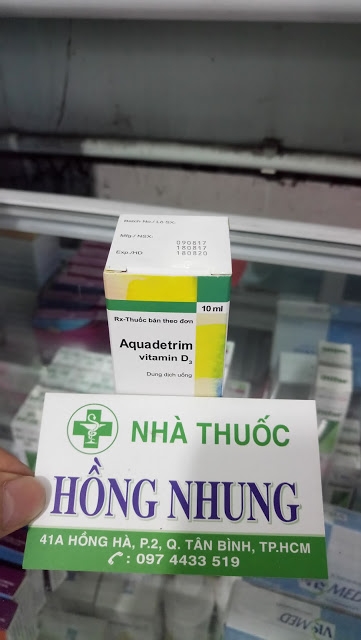 Batch No./ Lô SX:
Mfg./ NSX:
Exp./HD
090817
180817
180820
10 ml
Rx-Thuốc bán theo đơn
Aquadetrim
vitamin D3
Dung dịch uống
NHÀ THUỐC
HỒNG NHUNG
41A HỒNG HÀ, P.2, Q. TÂN BÌNH, TP.HCM
: 097 4433 519